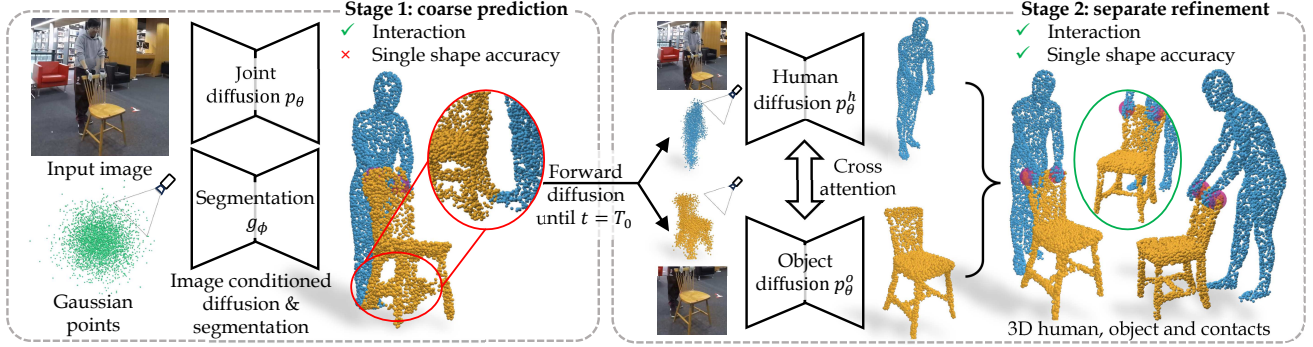 Stage 1: coarse prediction
✓ Interaction
× Single shape accuracy
Joint
diffusion pθ
Input image
Segmentation
gϕ
Gaussian
points
Image conditioned
diffusion &
segmentation
Forward
diffusion
until t = T₀
Stage 2: separate refinement
✓ Interaction
✓ Single shape accuracy
Human
diffusion pθʰ
Cross
attention
Object
diffusion pθᵒ
3D human, object and contacts